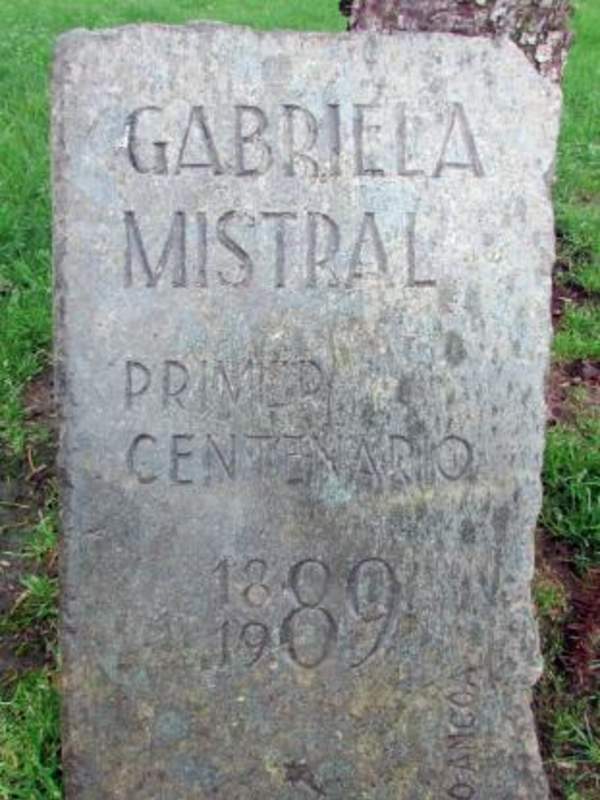 GABRIELA
MISTRAL
PRIMER
CENTENARIO
1889
1989